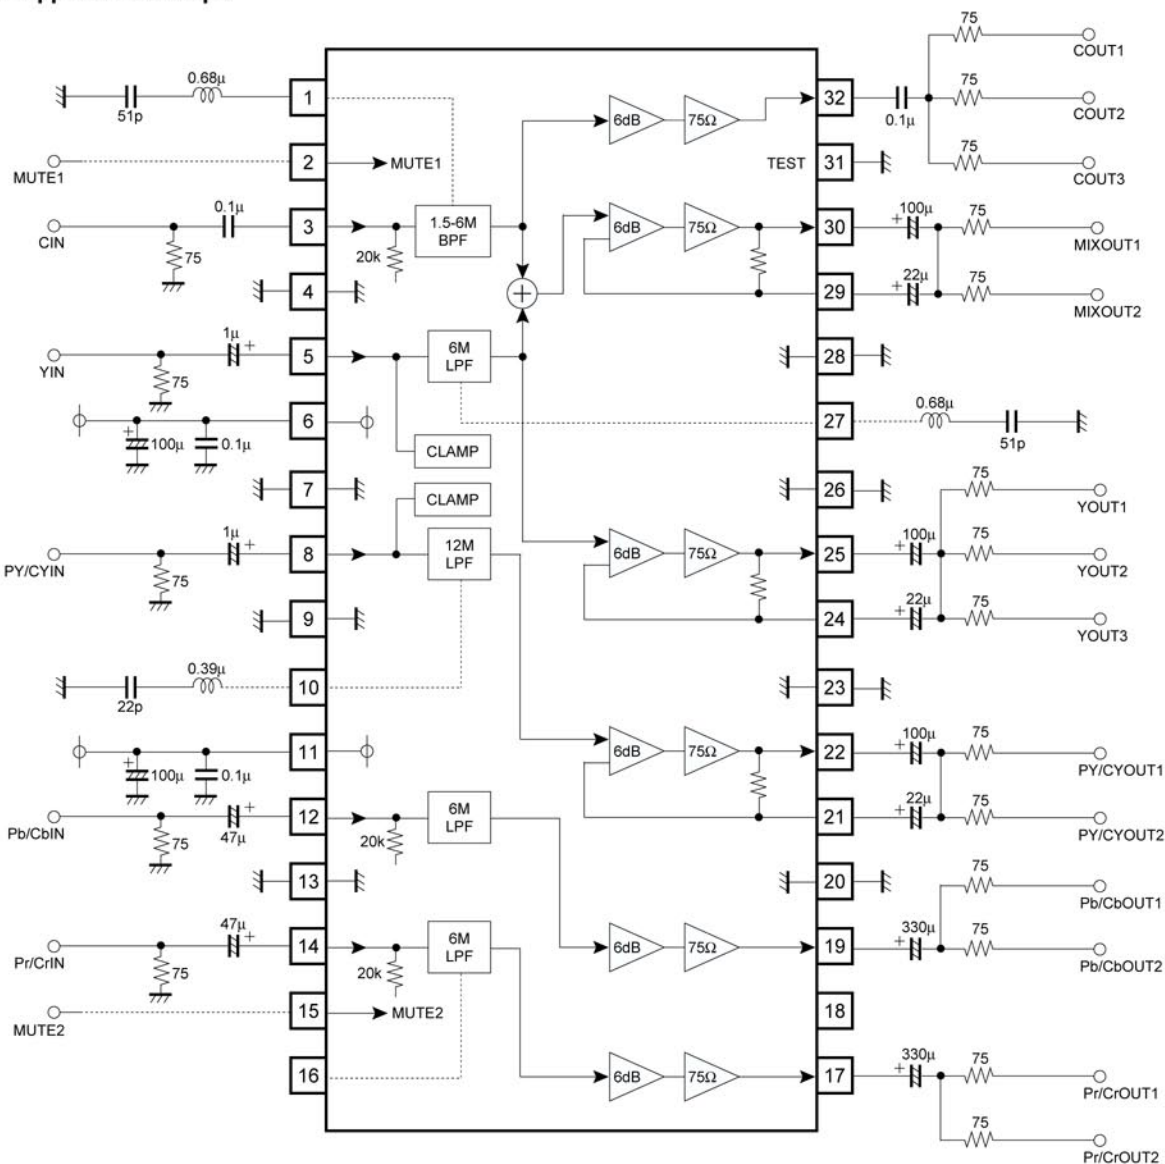 75
COUT1
0.68μ
51p
1
6dB
75Ω
32
0.1μ
75
COUT2
MUTE1
2
MUTE1
TEST
31
75
COUT3
CIN
0.1μ
75
3
20k
1.5-6M
BPF
6dB
75Ω
30
100μ
75
MIXOUT1
4
+
29
22μ
75
MIXOUT2
YIN
1μ
75
5
6M
LPF
28
100μ
0.1μ
6
CLAMP
27
0.68μ
51p
7
CLAMP
26
75
YOUT1
PY/CYIN
1μ
75
8
12M
LPF
6dB
75Ω
25
100μ
75
YOUT2
9
24
22μ
75
YOUT3
0.39μ
22p
10
23
100μ
0.1μ
11
6dB
75Ω
22
100μ
75
PY/CYOUT1
Pb/CbIN
75
47μ
12
20k
6M
LPF
21
22μ
75
PY/CYOUT2
13
20
75
Pb/CbOUT1
Pr/CrIN
47μ
75
14
20k
6M
LPF
6dB
75Ω
19
330μ
75
Pb/CbOUT2
MUTE2
15
MUTE2
18
16
6dB
75Ω
17
330μ
75
Pr/CrOUT1
75
Pr/CrOUT2